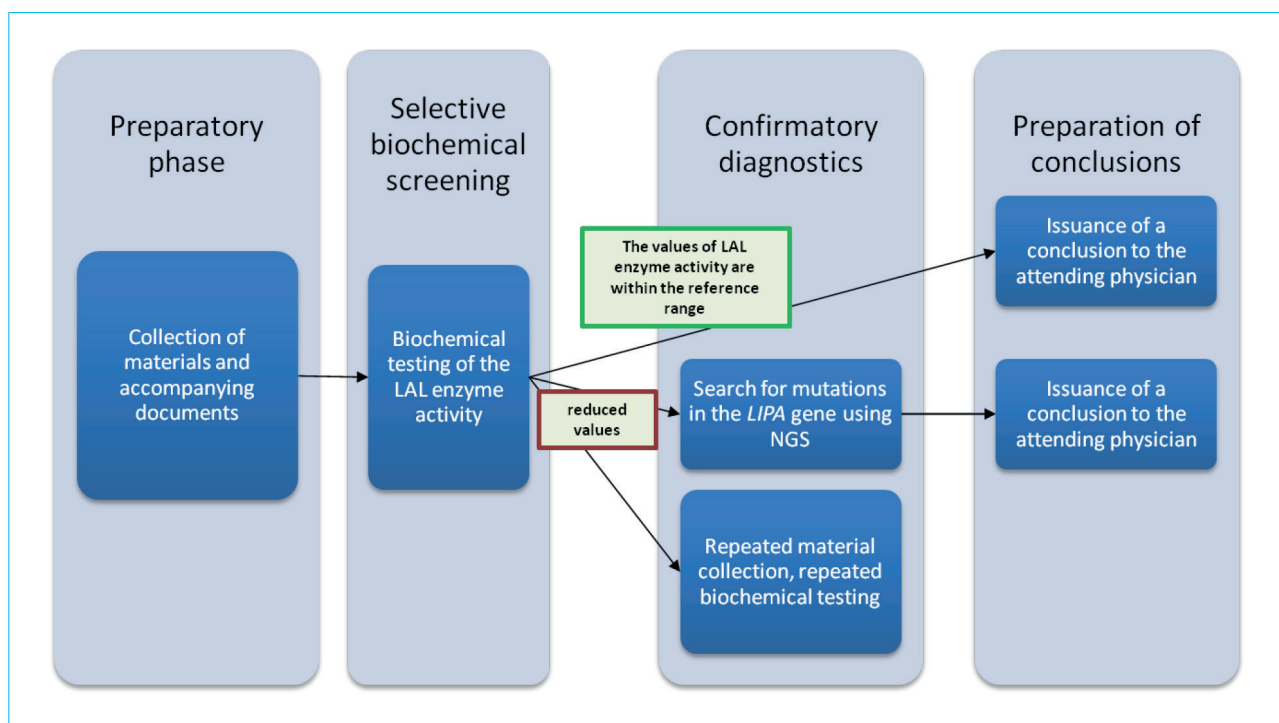 Preparatory
phase
Collection of
materials and
accompanying
documents
Selective
biochemical
screening
Biochemical
testing of the
LAL enzyme
activity
Confirmatory
diagnostics
The values of LAL
enzyme activity are
within the reference
range
reduced
values
Search for mutations
in the LIPA gene using
NGS
Repeated material
collection, repeated
biochemical testing
Preparation of
conclusions
Issuance of a
conclusion to the
attending physician
Issuance of a
conclusion to the
attending physician